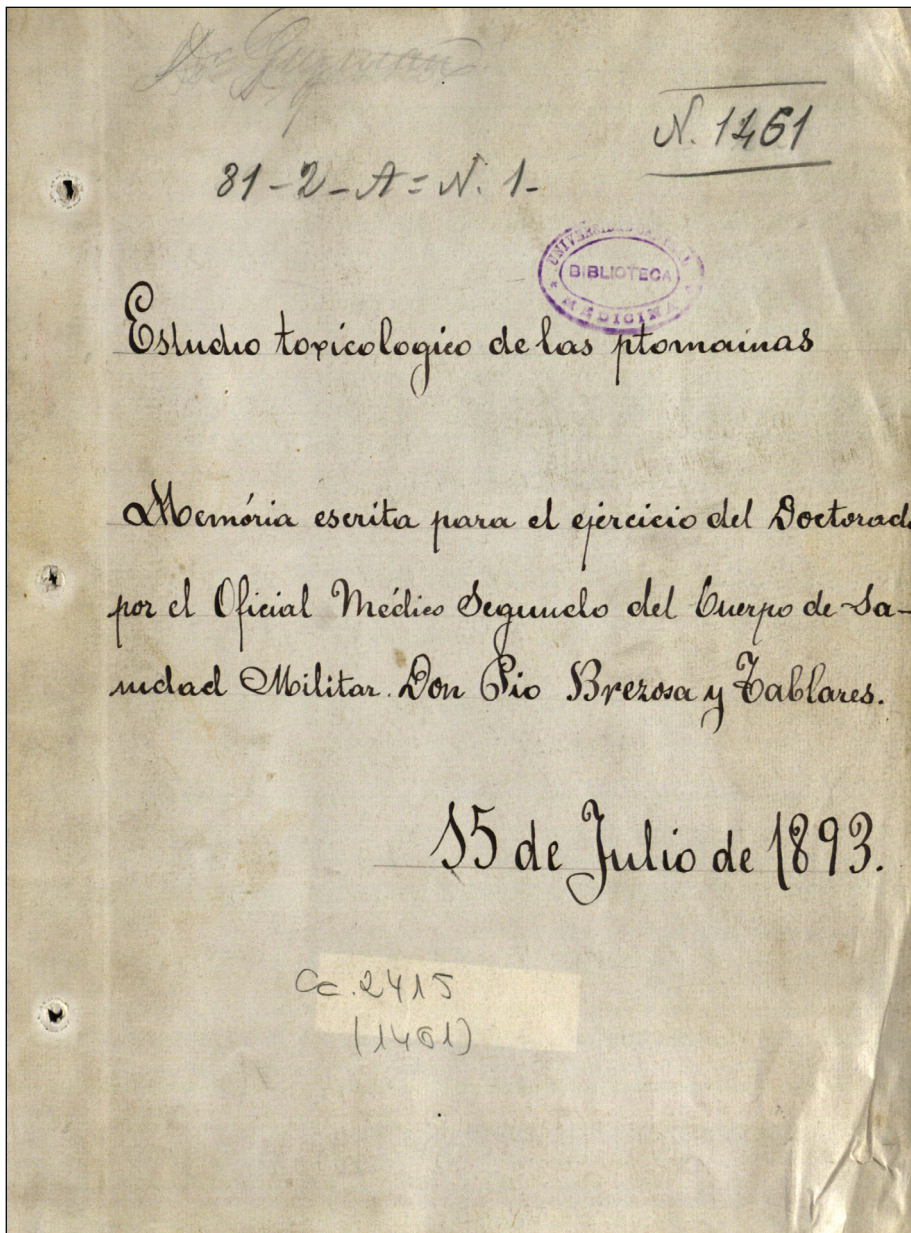 Dr Guzman
N. 1461
81-2-A=N. 1-
BIBLIOTECA
MEDICINA
Estudio toxicologico de las ptomainas
Memória escrita para el ejercicio del Doctorado
por el Oficial Médico Segundo del Cuerpo de Sa-
nidad Militar. Don Pio Brezosa y Tablares.
15 de Julio de 1893.
Cc. 2415
(1461)